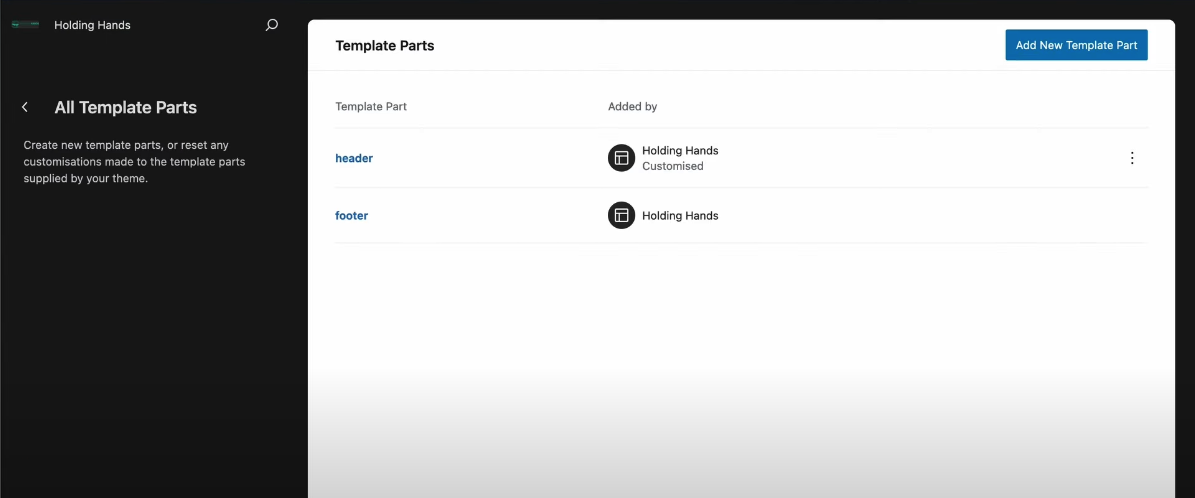 Holding Hands
All Template Parts
Create new template parts, or reset any
customisations made to the template parts
supplied by your theme.
Template Parts
Add New Template Part
Template Part
Added by
header
Holding Hands
Customised
footer
Holding Hands